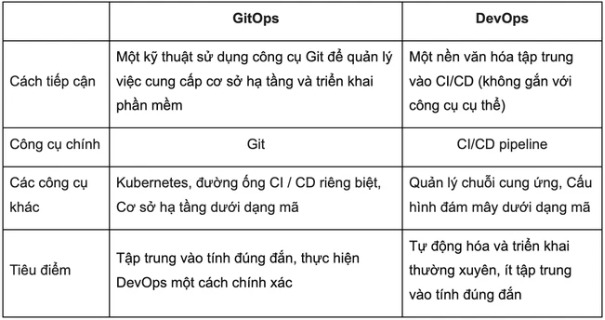 GitOps
DevOps
Cách tiếp cận
Một kỹ thuật sử dụng công cụ Git để quản lý
việc cung cấp cơ sở hạ tầng và triển khai
phần mềm
Một nền văn hóa tập trung
vào CI/CD (không gắn với
công cụ cụ thể)
Công cụ chính
Git
CI/CD pipeline
Các công cụ
khác
Kubernetes, đường ống CI / CD riêng biệt,
Cơ sở hạ tầng dưới dạng mã
Quản lý chuỗi cung ứng, Cấu
hình đám mây dưới dạng mã
Tiêu điểm
Tập trung vào tính đúng đắn, thực hiện
DevOps một cách chính xác
Tự động hóa và triển khai
thường xuyên, ít tập trung
vào tính đúng đắn